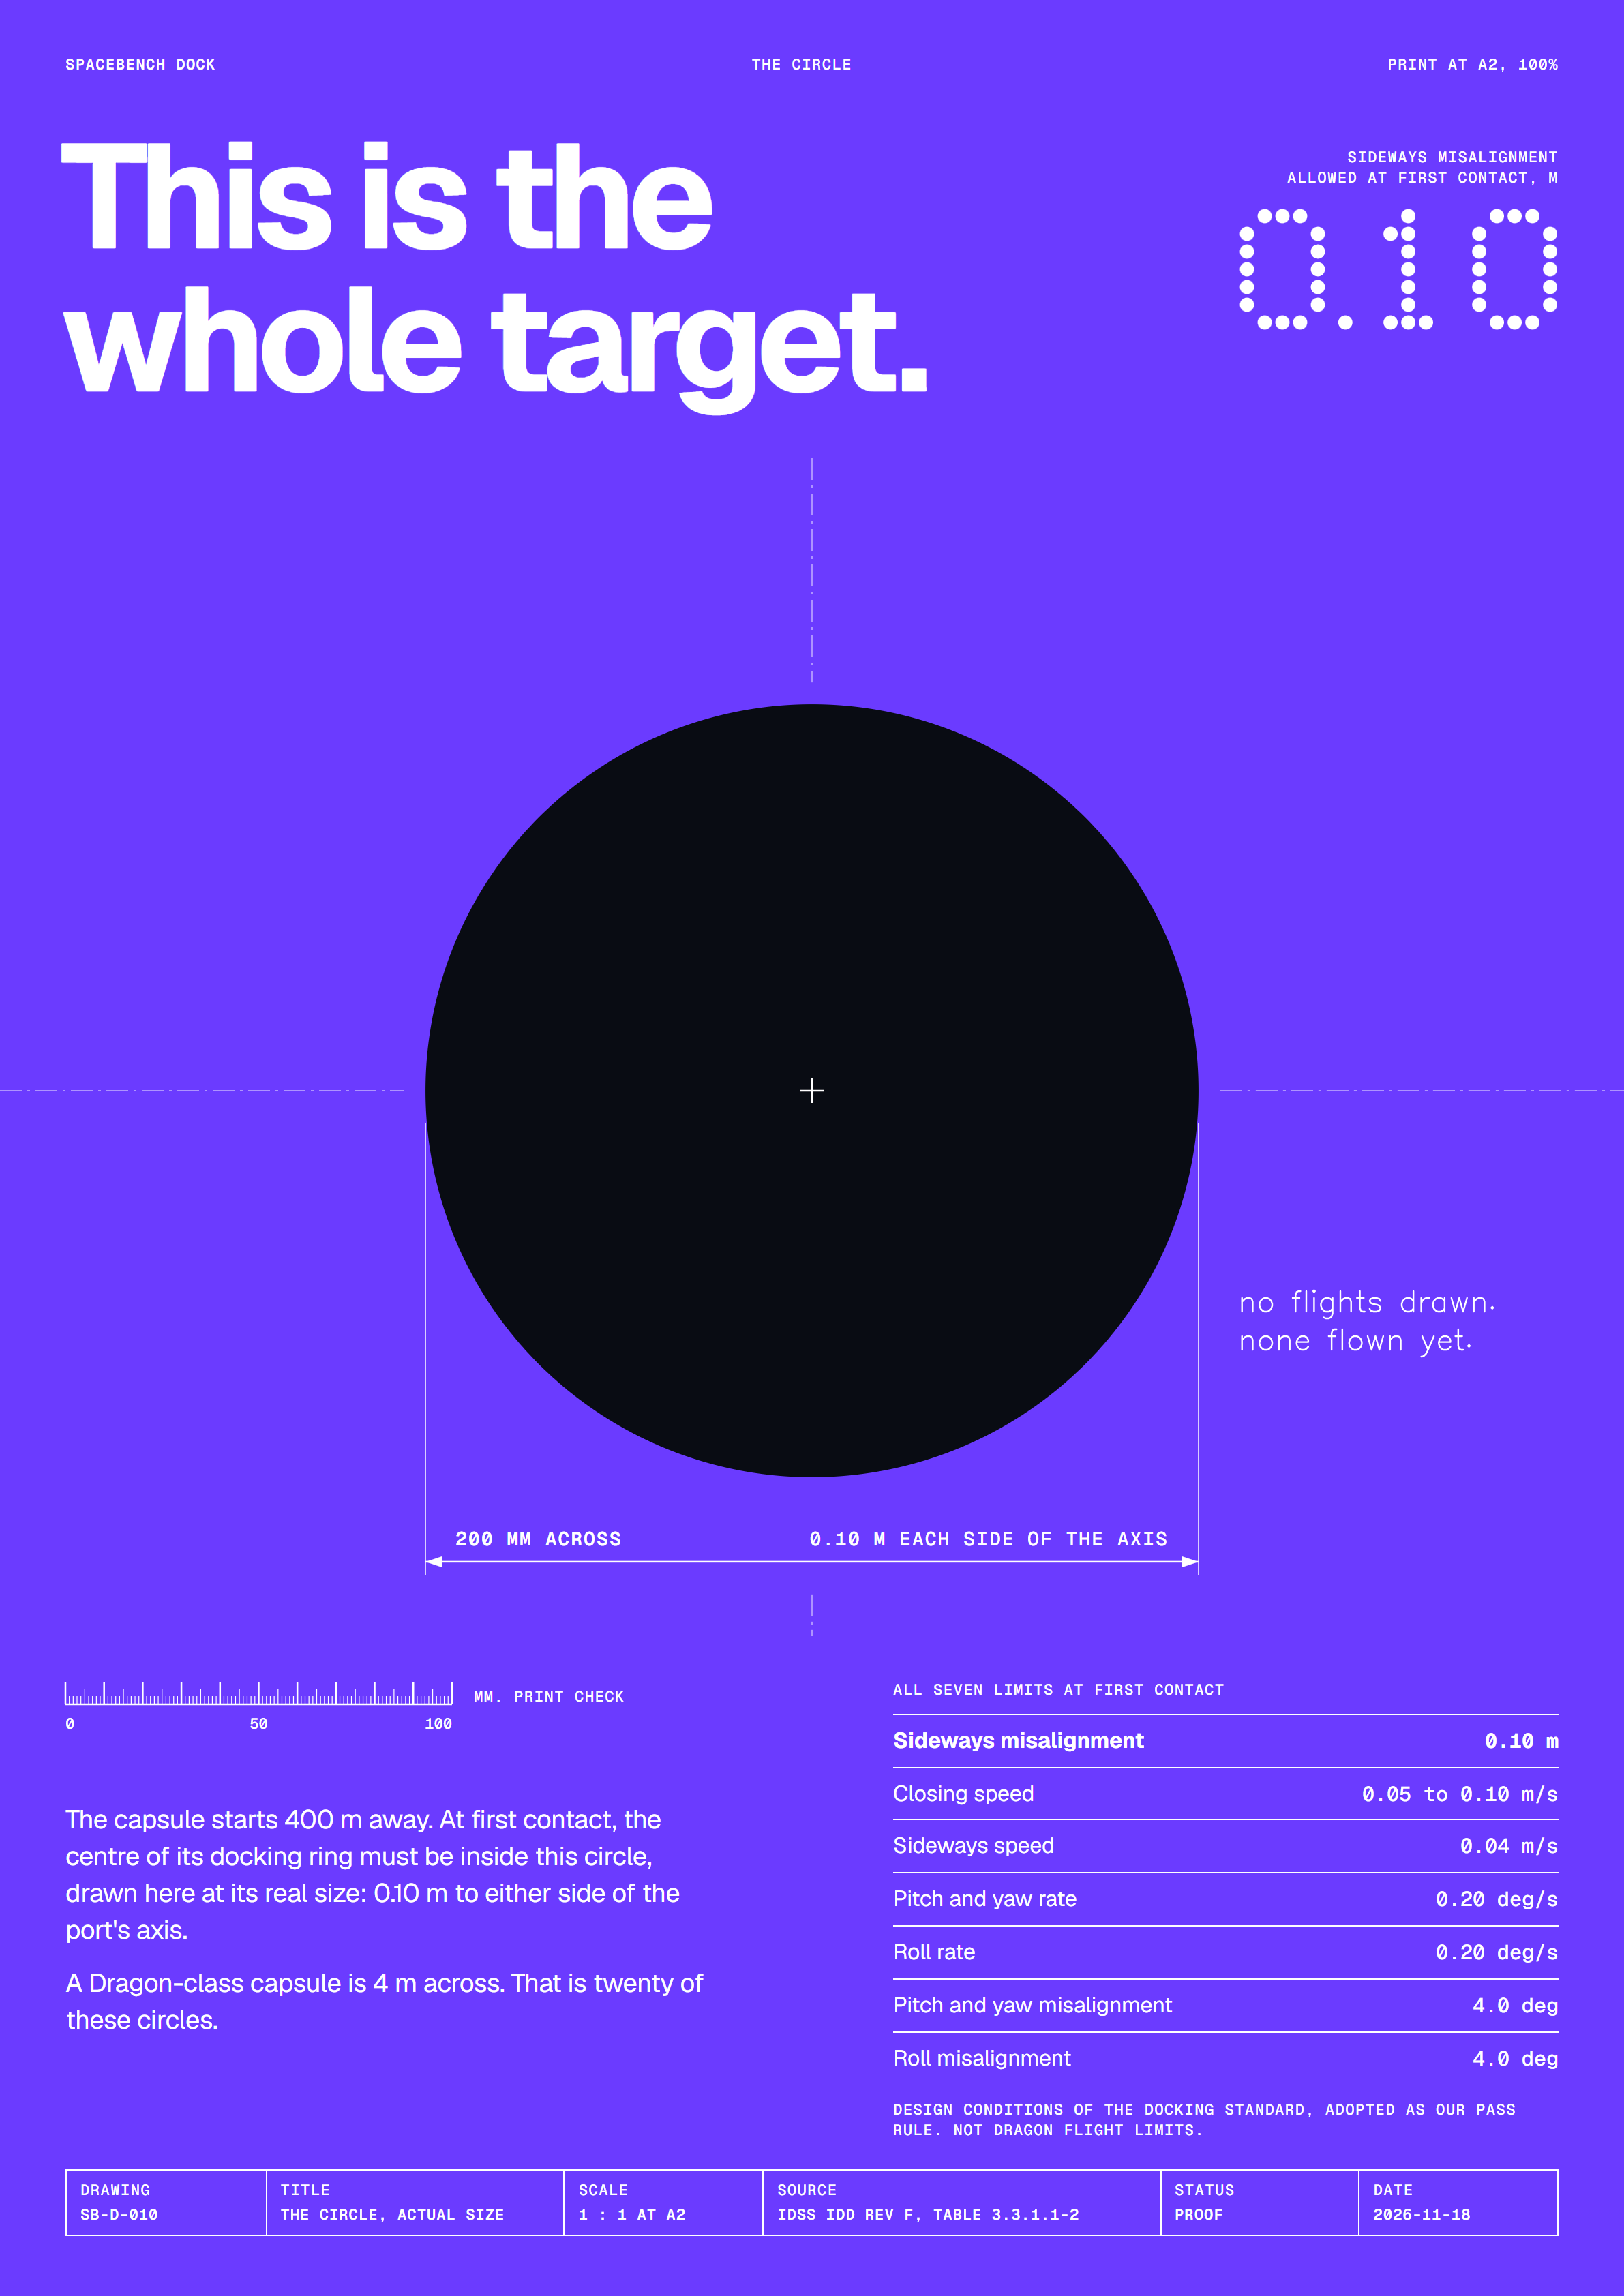 SPACEBENCH DOCK
THE CIRCLE
PRINT AT A2, 100%
This is the
whole target.
SIDEWAYS MISALIGNMENT
ALLOWED AT FIRST CONTACT, M
0.10
no flights drawn.
none flown yet.
200 MM ACROSS
0.10 M EACH SIDE OF THE AXIS
MM. PRINT CHECK
0 50 100
The capsule starts 400 m away. At first contact, the
centre of its docking ring must be inside this circle,
drawn here at its real size: 0.10 m to either side of the
port's axis.
A Dragon-class capsule is 4 m across. That is twenty of
these circles.
ALL SEVEN LIMITS AT FIRST CONTACT
Sideways misalignment 0.10 m
Closing speed 0.05 to 0.10 m/s
Sideways speed 0.04 m/s
Pitch and yaw rate 0.20 deg/s
Roll rate 0.20 deg/s
Pitch and yaw misalignment 4.0 deg
Roll misalignment 4.0 deg
DESIGN CONDITIONS OF THE DOCKING STANDARD, ADOPTED AS OUR PASS
RULE. NOT DRAGON FLIGHT LIMITS.
DRAWING
SB-D-010
TITLE
THE CIRCLE, ACTUAL SIZE
SCALE
1 : 1 AT A2
SOURCE
IDSS IDD REV F, TABLE 3.3.1.1-2
STATUS
PROOF
DATE
2026-11-18